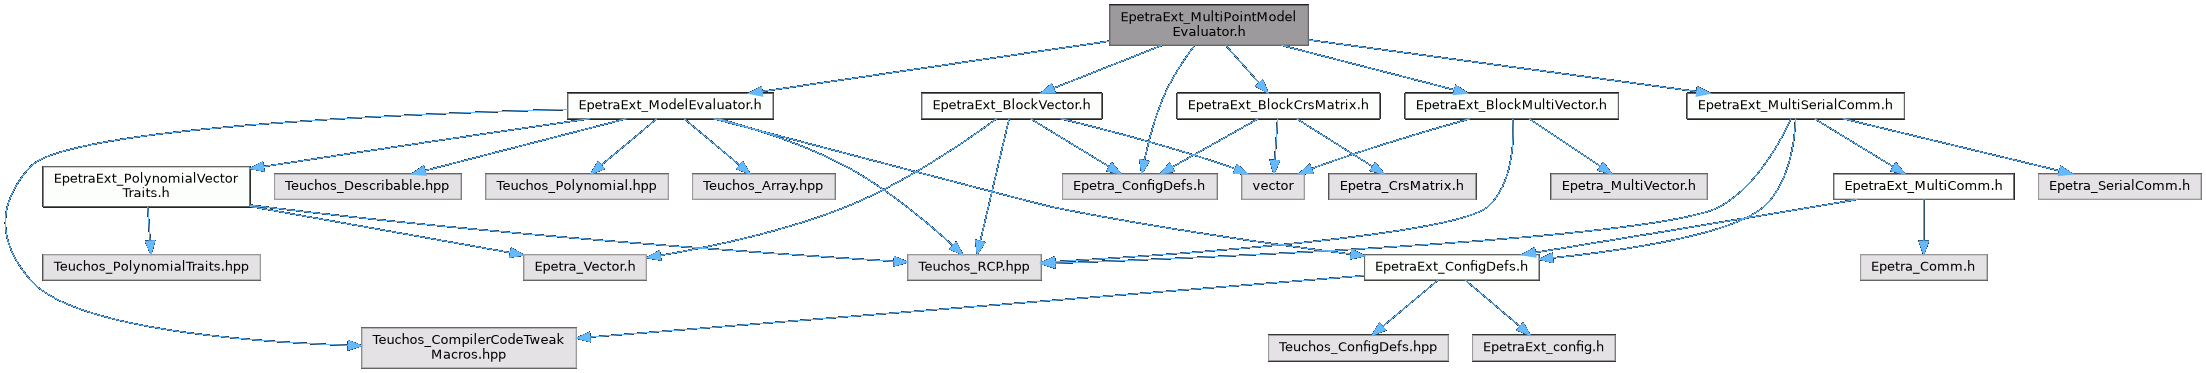 EpetraExt_MultiPointModel
Evaluator.h
EpetraExt_ModelEvaluator.h
EpetraExt_BlockVector.h
EpetraExt_BlockCrsMatrix.h
EpetraExt_BlockMultiVector.h
EpetraExt_MultiSerialComm.h
EpetraExt_PolynomialVector
Traits.h
Teuchos_Describable.hpp
Teuchos_Polynomial.hpp
Teuchos_Array.hpp
Epetra_ConfigDefs.h
vector
Epetra_CrsMatrix.h
Epetra_MultiVector.h
EpetraExt_MultiComm.h
Epetra_SerialComm.h
Teuchos_PolynomialTraits.hpp
Epetra_Vector.h
Teuchos_RCP.hpp
EpetraExt_ConfigDefs.h
Epetra_Comm.h
Teuchos_CompilerCodeTweak
Macros.hpp
Teuchos_ConfigDefs.hpp
EpetraExt_config.h